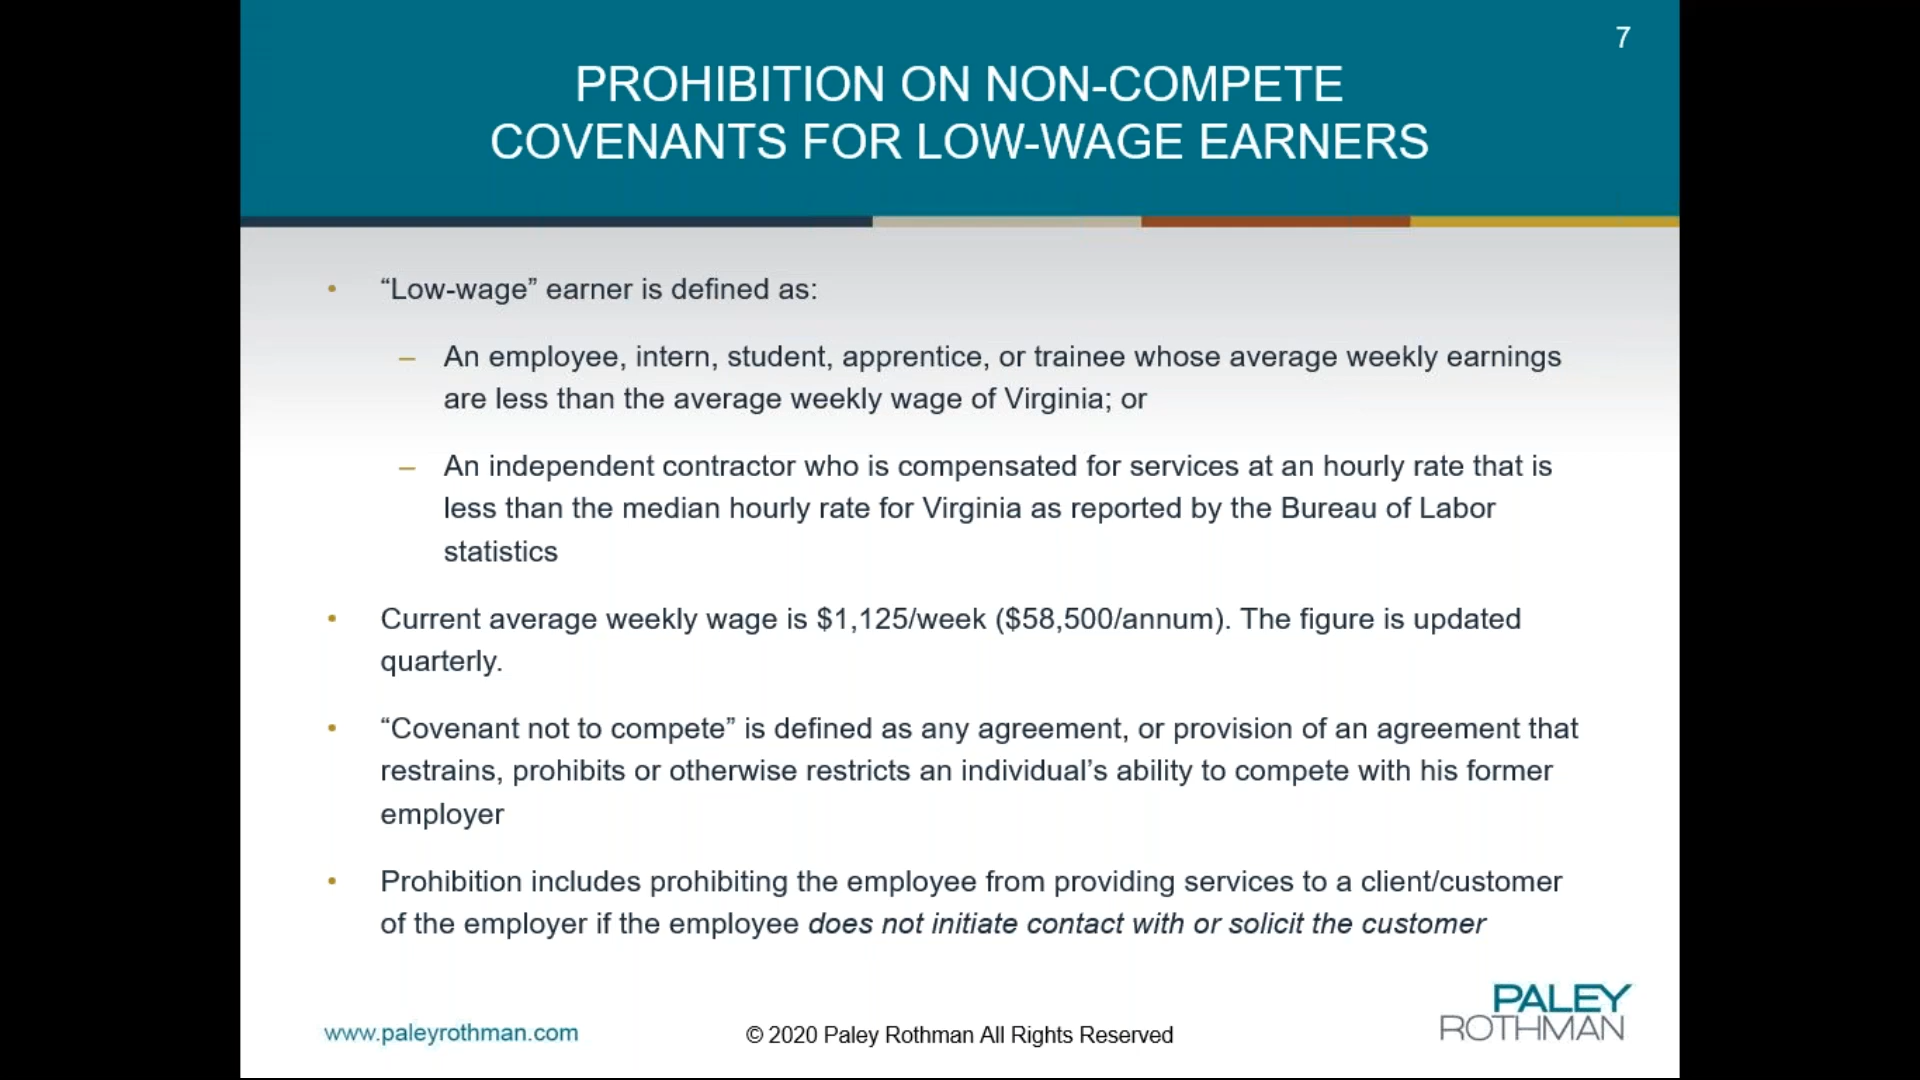 7
PROHIBITION ON NON-COMPETE
COVENANTS FOR LOW-WAGE EARNERS
• “Low-wage” earner is defined as:
– An employee, intern, student, apprentice, or trainee whose average weekly earnings
are less than the average weekly wage of Virginia; or
– An independent contractor who is compensated for services at an hourly rate that is
less than the median hourly rate for Virginia as reported by the Bureau of Labor
statistics
• Current average weekly wage is $1,125/week ($58,500/annum). The figure is updated
quarterly.
• “Covenant not to compete” is defined as any agreement, or provision of an agreement that
restrains, prohibits or otherwise restricts an individual’s ability to compete with his former
employer
• Prohibition includes prohibiting the employee from providing services to a client/customer
of the employer if the employee does not initiate contact with or solicit the customer
www.paleyrothman.com
© 2020 Paley Rothman All Rights Reserved
PALEY
ROTHMAN